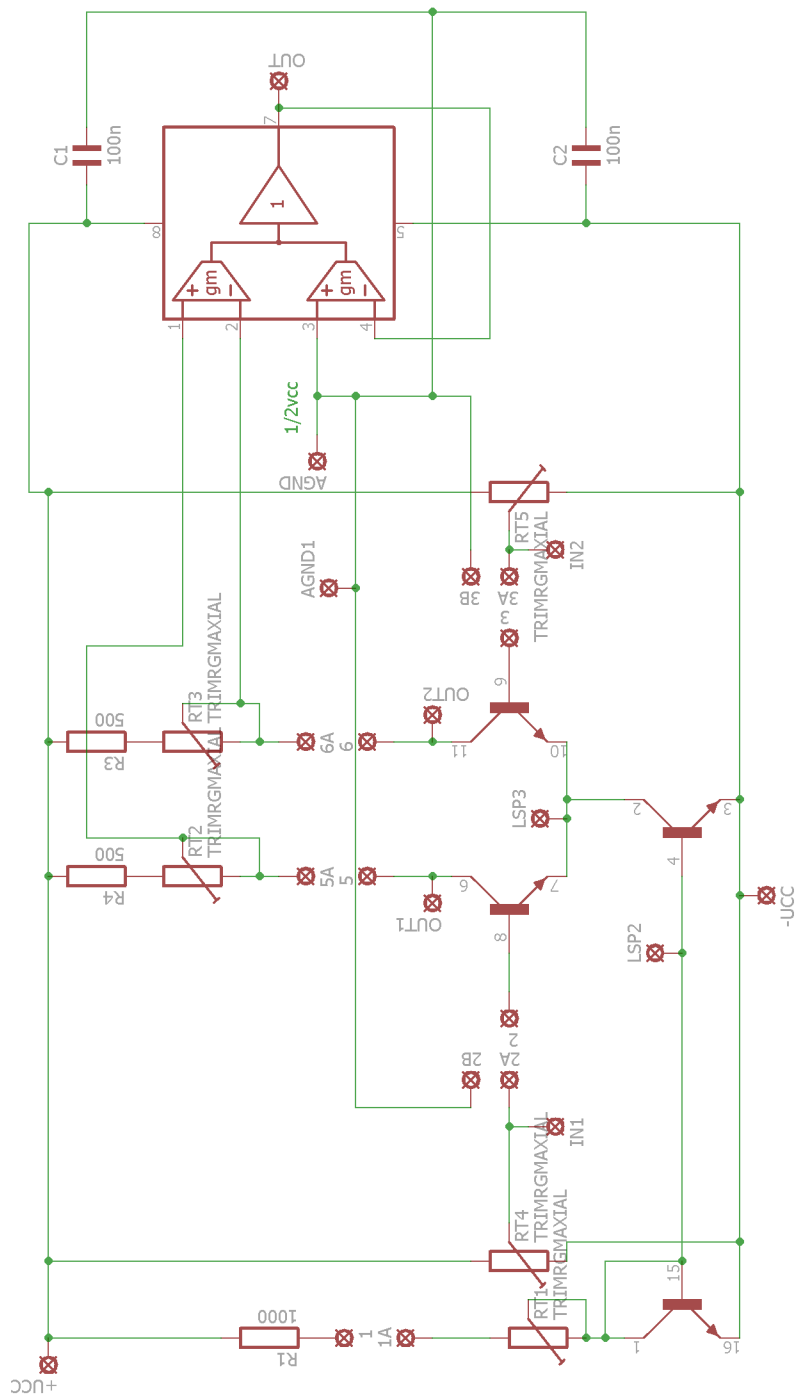 OUT
C1
100n
7
C2
100n
1
8
5
+
gm
−
+
gm
−
1
2
3
4
1/2vcc
AGND
RT5
TRIMRGMAXIAL
IN2
AGND1
3B
3A
3
500
R3
RT3
TRIMRGMAXIAL
OUT2
9
6A
6
11
10
500
R4
RT2
TRIMRGMAXIAL
5A
5
OUT1
6
7
8
LSP3
2
3
4
-UCC
LSP2
2
2B
2A
IN1
RT4
TRIMRGMAXIAL
1000
R1
1
1A
RT1
TRIMRGMAXIAL
15
1
16
+UCC